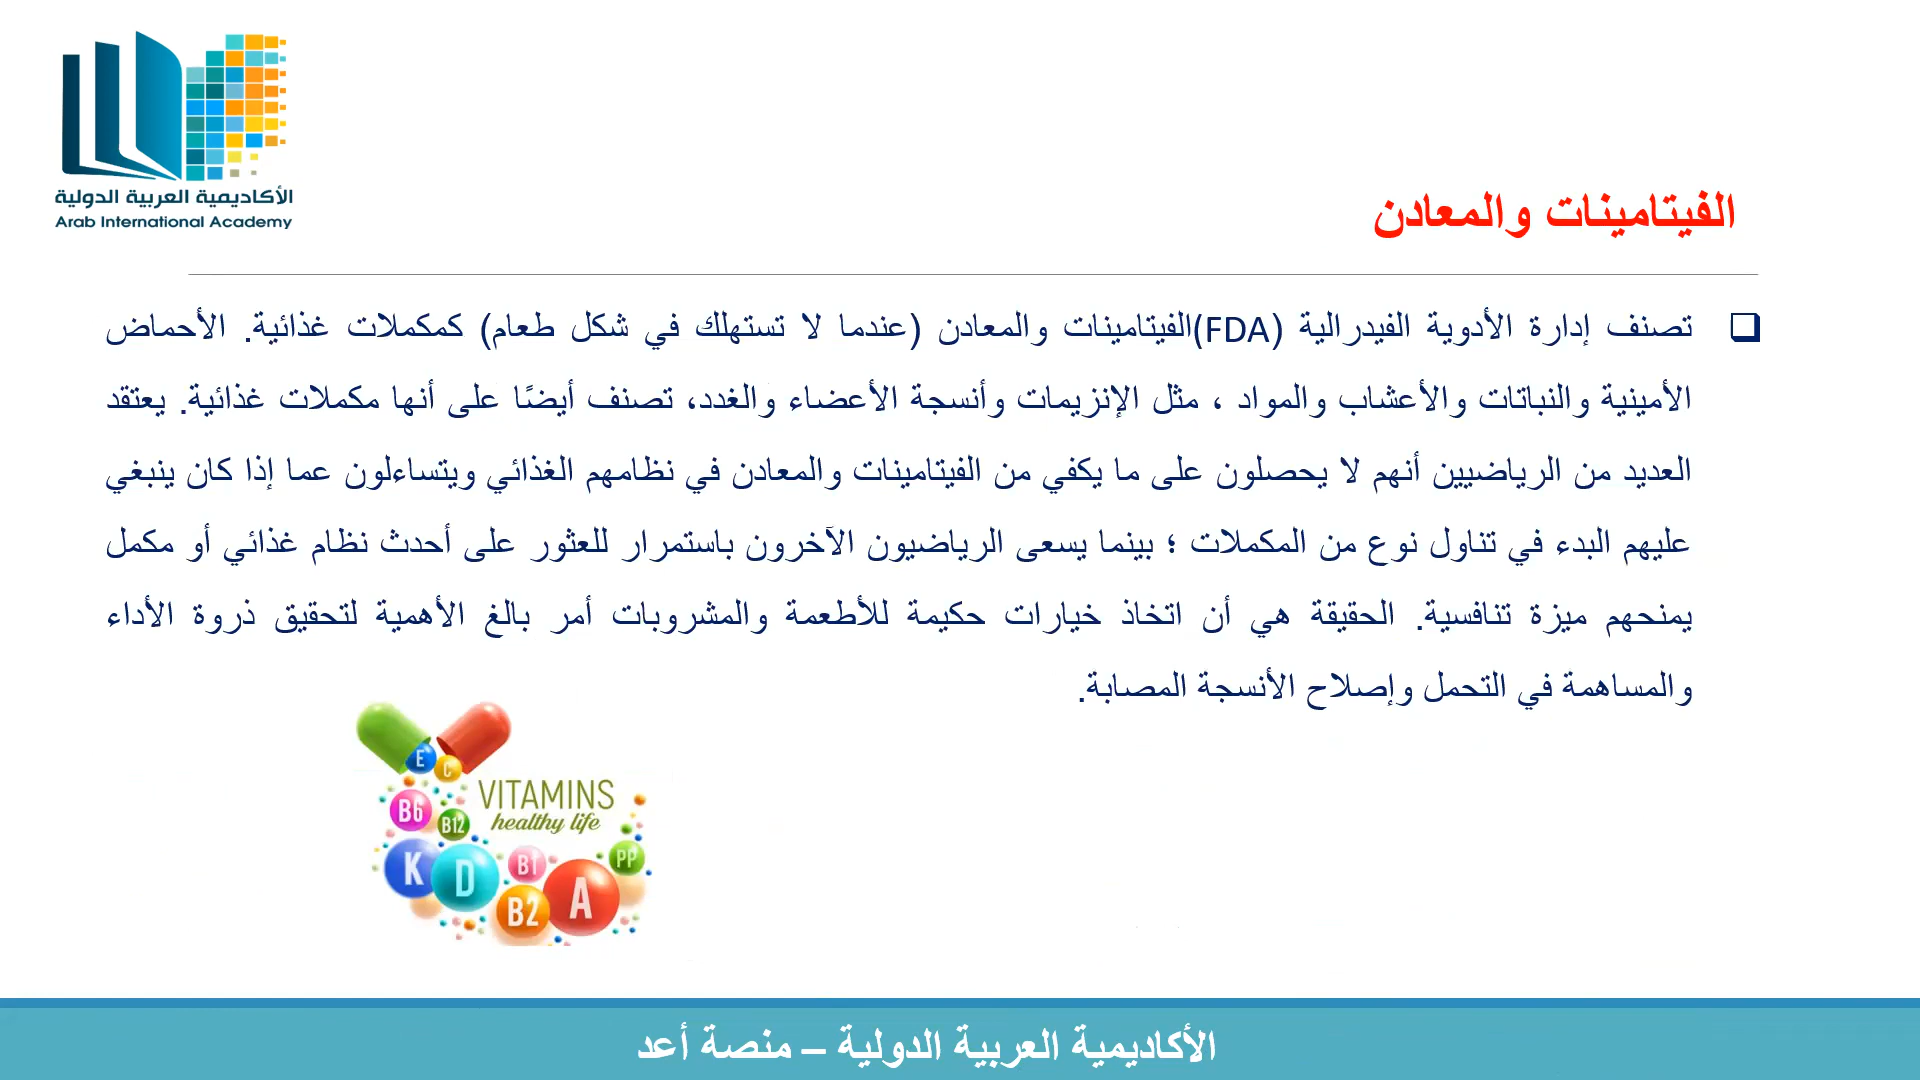 الأكاديمية العربية الدولية
Arab International Academy
الفيتامينات والمعادن
❑ تصنف إدارة الأدوية الفيدرالية (FDA)الفيتامينات والمعادن (عندما لا تستهلك في شكل طعام) كمكملات غذائية. الأحماض
الأمينية والنباتات والأعشاب والمواد ، مثل الإنزيمات وأنسجة الأعضاء والغدد، تصنف أيضًا على أنها مكملات غذائية. يعتقد
العديد من الرياضيين أنهم لا يحصلون على ما يكفي من الفيتامينات والمعادن في نظامهم الغذائي ويتساءلون عما إذا كان ينبغي
عليهم البدء في تناول نوع من المكملات ؛ بينما يسعى الرياضيون الآخرون باستمرار للعثور على أحدث نظام غذائي أو مكمل
يمنحهم ميزة تنافسية. الحقيقة هي أن اتخاذ خيارات حكيمة للأطعمة والمشروبات أمر بالغ الأهمية لتحقيق ذروة الأداء
والمساهمة في التحمل وإصلاح الأنسجة المصابة.
E
C
VITAMINS
healthy life
B6
B12
K
D
B1
PP
B2
A
الأكاديمية العربية الدولية – منصة أعد